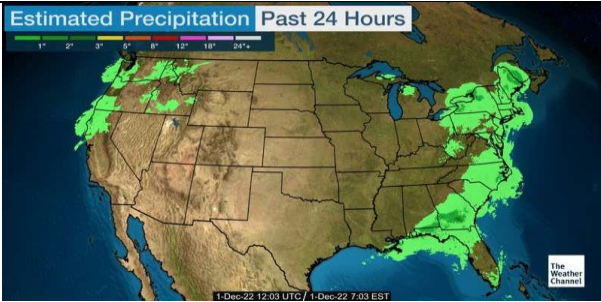 Estimated Precipitation Past 24 Hours
1" 2" 3" 5" 8" 12" 18" 24"+
The
Weather
Channel
1-Dec-22 12:03 UTC / 1-Dec-22 7:03 EST